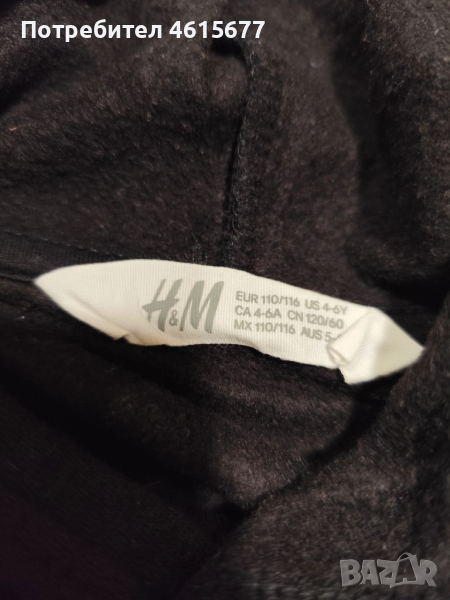 Потребител 4615677
H&M
EUR 110/116 US 4-6Y
CA 4-6A CN 120/60
MX 110/116 AUS 5-
BAZAR